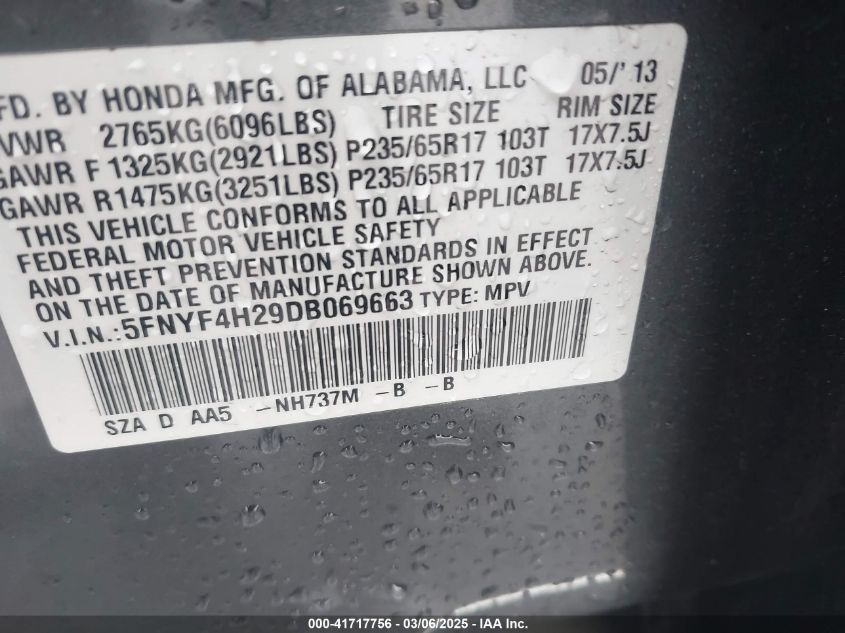 FD. BY HONDA MFG. OF ALABAMA, LLC 05/'13
VWR 2765KG(6096LBS) TIRE SIZE RIM SIZE
GAWR F 1325KG(2921LBS) P235/65R17 103T 17X7.5J
GAWR R1475KG(3251LBS) P235/65R17 103T 17X7.5J
THIS VEHICLE CONFORMS TO ALL APPLICABLE
FEDERAL MOTOR VEHICLE SAFETY
AND THEFT PREVENTION STANDARDS IN EFFECT
ON THE DATE OF MANUFACTURE SHOWN ABOVE.
V.I.N.:5FNYF4H29DB069663 TYPE: MPV
SZA D AA5 -NH737M -B -B
000-41717756 - 03/06/2025 - IAA Inc.